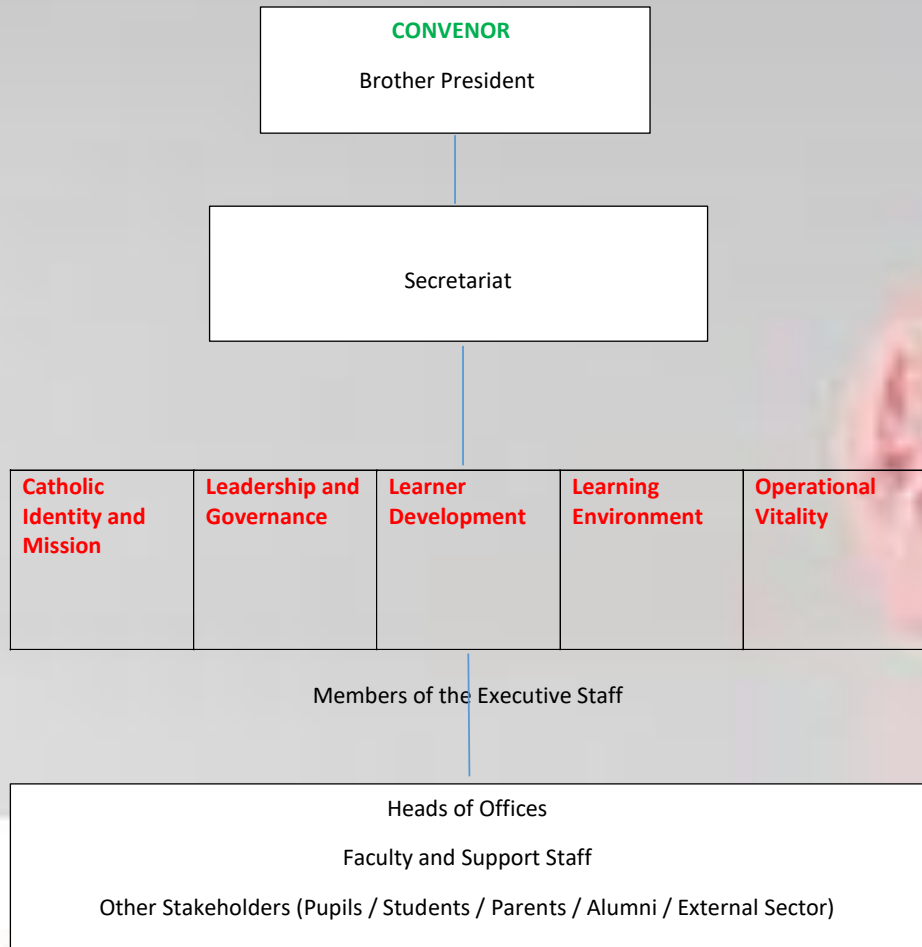 CONVENOR
Brother President
Secretariat
Catholic
Identity and
Mission
Leadership and
Governance
Learner
Development
Learning
Environment
Operational
Vitality
Members of the Executive Staff
Heads of Offices
Faculty and Support Staff
Other Stakeholders (Pupils / Students / Parents / Alumni / External Sector)